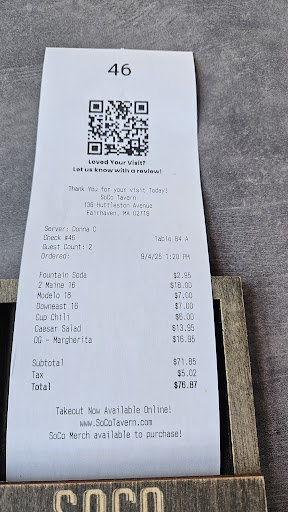 46
Loved Your Visit?
Let us know with a review!
Thank You for your visit Today!
SoCo Tavern
136 Huttleston Avenue
Fairhaven, MA 02719
Server: Donna C
Check #46 Table 84 A
Guest Count: 2
Ordered: 9/4/25 1:20 PM
Fountain Soda $2.95
2 Maine 16 $18.00
Modelo 16 $7.00
Downeast 16 $7.00
Cup Chili $6.00
Caesar Salad $13.95
OG - Margherita $16.95
Subtotal $71.85
Tax $5.02
Total $76.87
Takeout Now Available Online!
www.SoCoTavern.com
SoCo Merch available to purchase!
SOCO